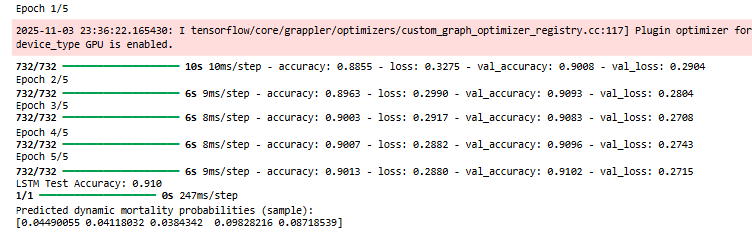 Epoch 1/5
2025-11-03 23:36:22.165430: I tensorflow/core/grappler/optimizers/custom_graph_optimizer_registry.cc:117] Plugin optimizer for
device_type GPU is enabled.
732/732 10s 10ms/step - accuracy: 0.8855 - loss: 0.3275 - val_accuracy: 0.9008 - val_loss: 0.2904
Epoch 2/5
732/732 6s 9ms/step - accuracy: 0.8963 - loss: 0.2990 - val_accuracy: 0.9093 - val_loss: 0.2804
Epoch 3/5
732/732 6s 8ms/step - accuracy: 0.9003 - loss: 0.2917 - val_accuracy: 0.9083 - val_loss: 0.2708
Epoch 4/5
732/732 6s 8ms/step - accuracy: 0.9007 - loss: 0.2882 - val_accuracy: 0.9096 - val_loss: 0.2743
Epoch 5/5
732/732 6s 9ms/step - accuracy: 0.9013 - loss: 0.2880 - val_accuracy: 0.9102 - val_loss: 0.2715
LSTM Test Accuracy: 0.910
1/1 0s 247ms/step
Predicted dynamic mortality probabilities (sample):
[0.04490055 0.04118032 0.0384342  0.09828216 0.08718539]